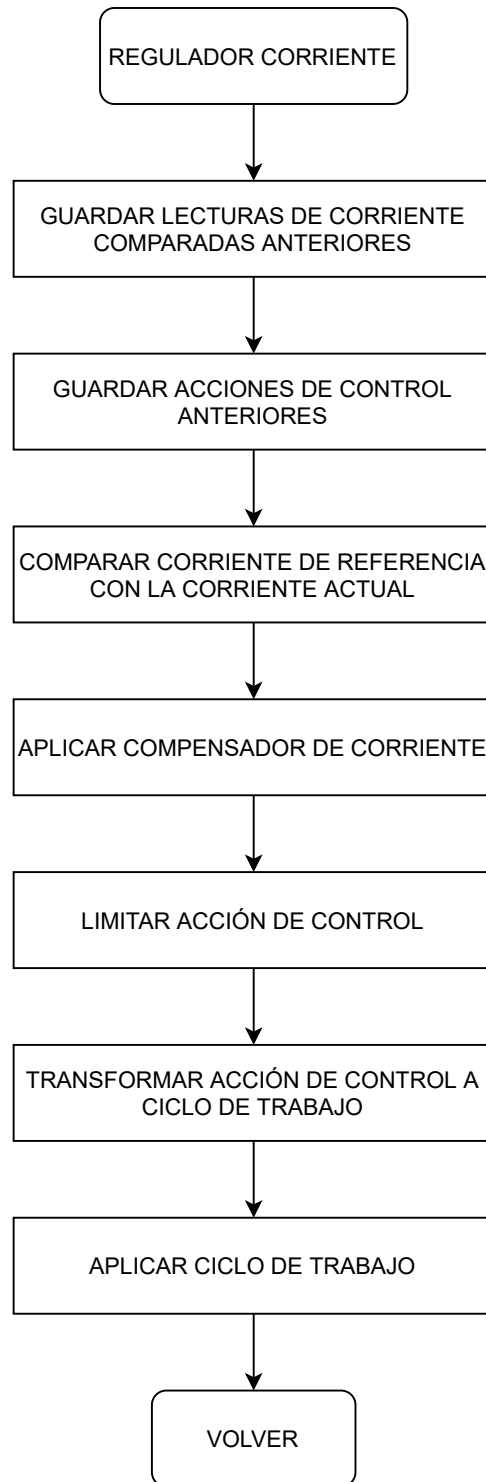 REGULADOR CORRIENTE
GUARDAR LECTURAS DE CORRIENTE
COMPARADAS ANTERIORES
GUARDAR ACCIONES DE CONTROL
ANTERIORES
COMPARAR CORRIENTE DE REFERENCIA
CON LA CORRIENTE ACTUAL
APLICAR COMPENSADOR DE CORRIENTE
LIMITAR ACCIÓN DE CONTROL
TRANSFORMAR ACCIÓN DE CONTROL A
CICLO DE TRABAJO
APLICAR CICLO DE TRABAJO
VOLVER